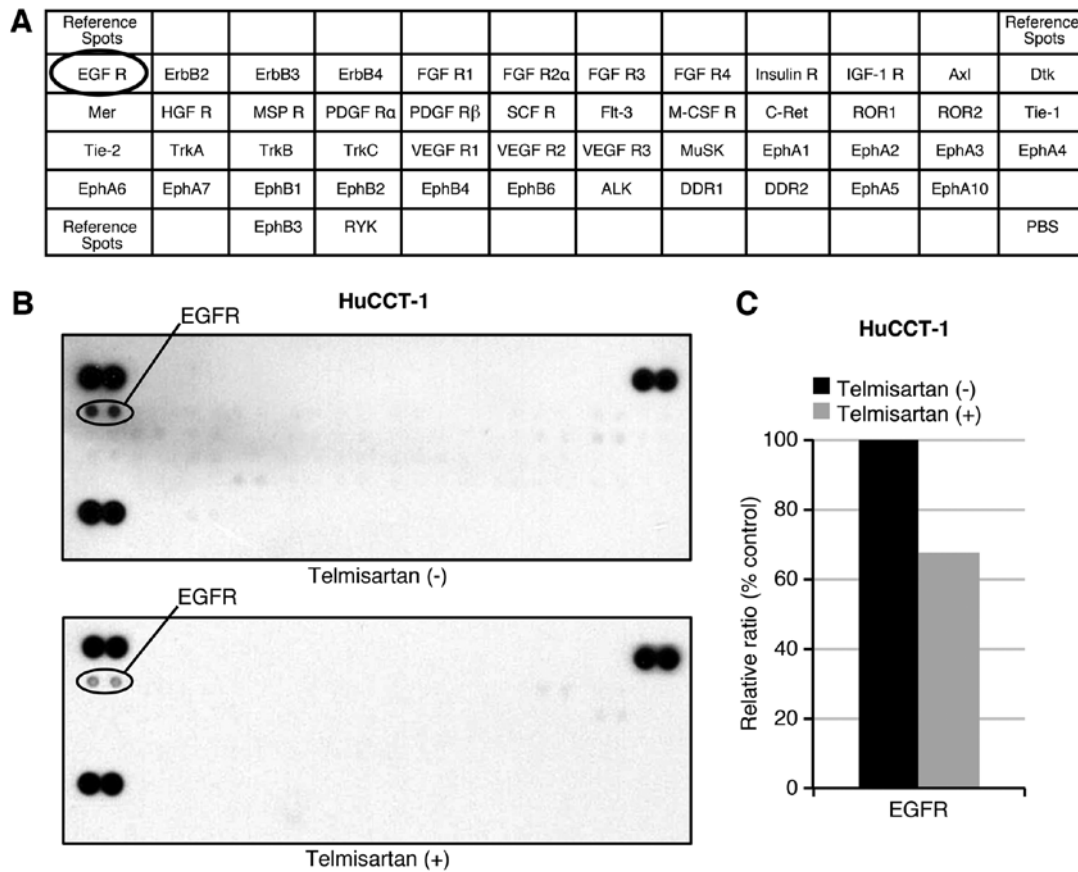 A
Reference Spots Reference Spots
EGF R ErbB2 ErbB3 ErbB4 FGF R1 FGF R2α FGF R3 FGF R4 Insulin R IGF-1 R Axl Dtk
Mer HGF R MSP R PDGF Rα PDGF Rβ SCF R Flt-3 M-CSF R C-Ret ROR1 ROR2 Tie-1
Tie-2 TrkA TrkB TrkC VEGF R1 VEGF R2 VEGF R3 MuSK EphA1 EphA2 EphA3 EphA4
EphA6 EphA7 EphB1 EphB2 EphB4 EphB6 ALK DDR1 DDR2 EphA5 EphA10
Reference Spots EphB3 RYK PBS
B
HuCCT-1
EGFR
Telmisartan (-)
EGFR
Telmisartan (+)
C
HuCCT-1
Telmisartan (-)
Telmisartan (+)
Relative ratio (% control)
100
80
60
40
20
0
EGFR